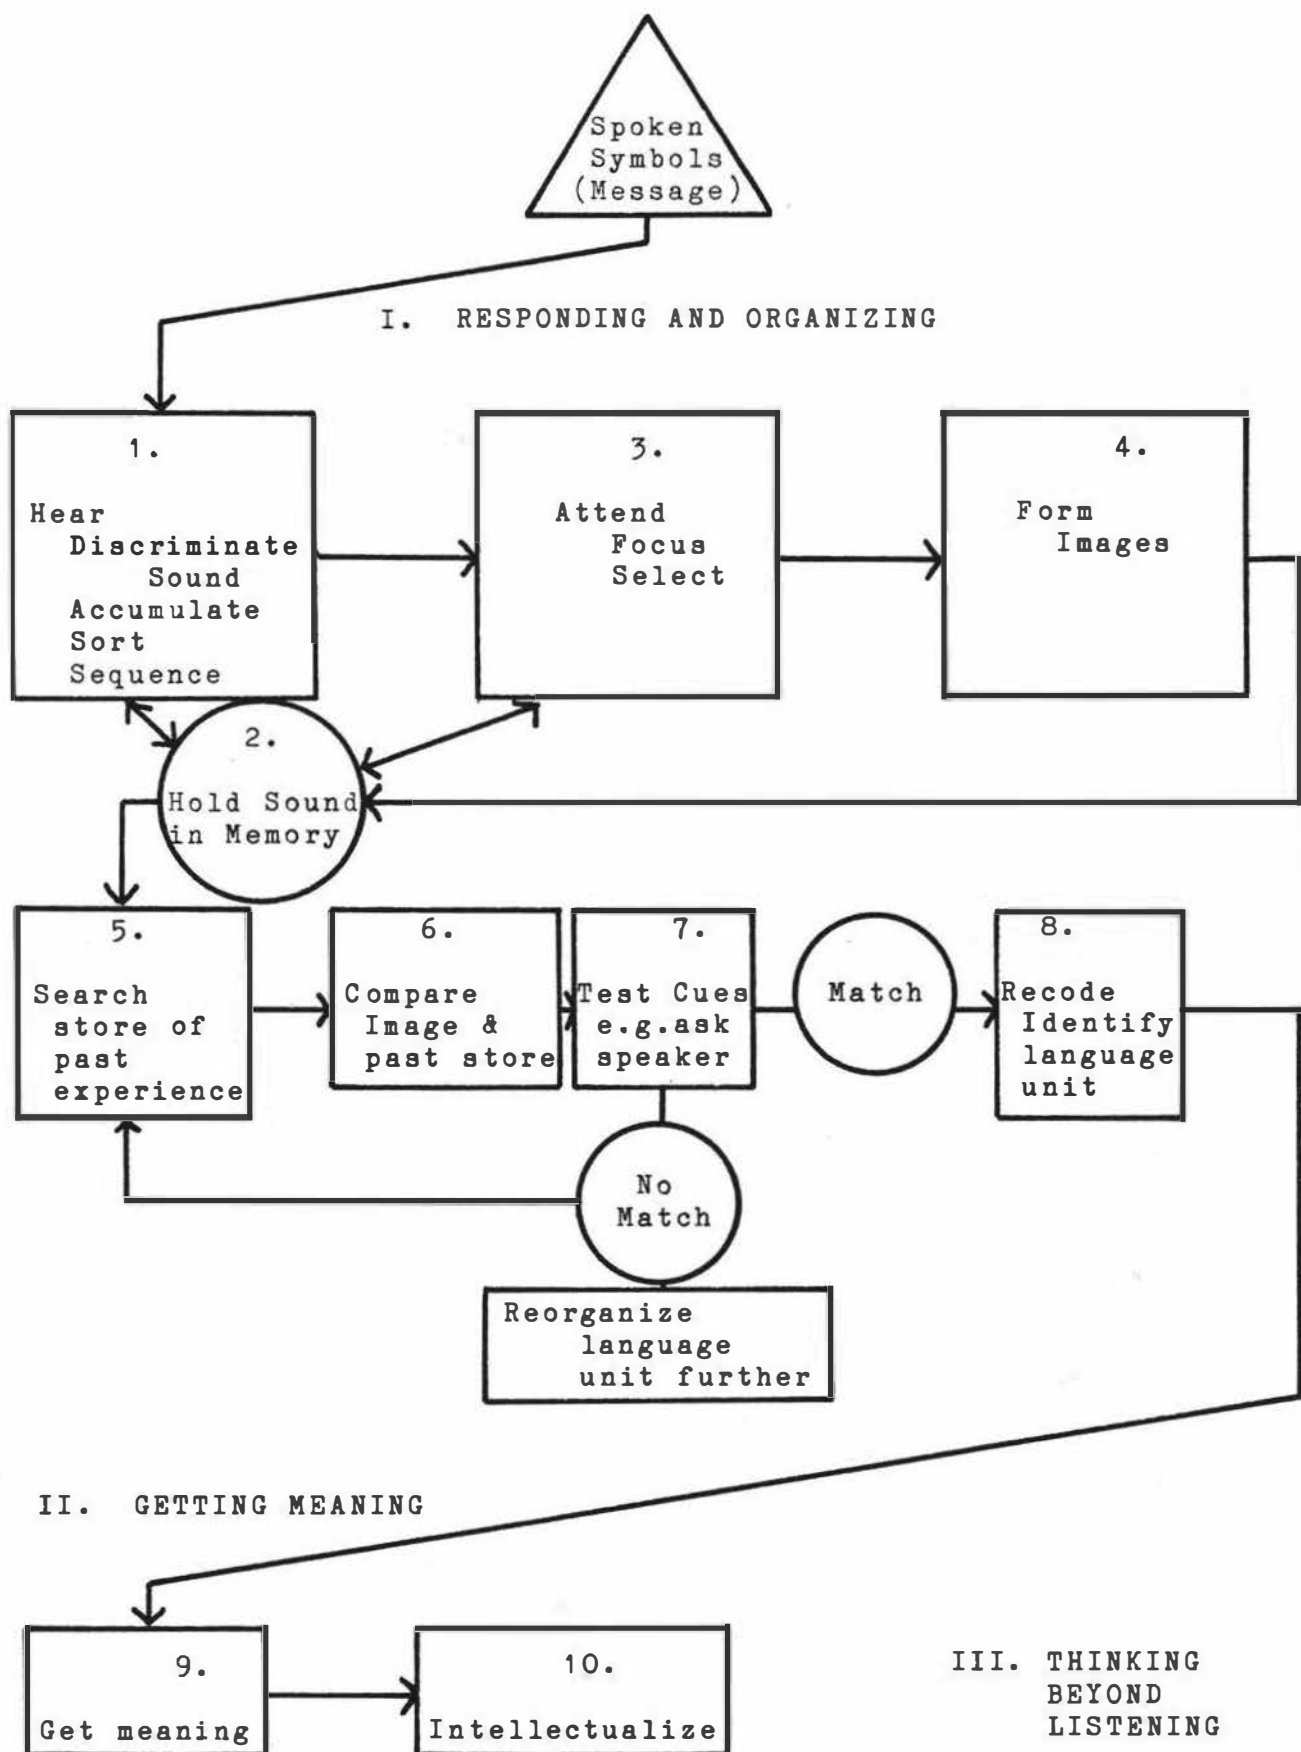 Spoken
Symbols
(Message)
I. RESPONDING AND ORGANIZING
1.
Hear
Discriminate
Sound
Accumulate
Sort
Sequence
3.
Attend
Focus
Select
4.
Form
Images
2.
Hold Sound
in Memory
5.
Search
store of
past
experience
6.
Compare
Image &
past store
7.
Test Cues
e.g.ask
speaker
Match
8.
Recode
Identify
language
unit
No
Match
Reorganize
language
unit further
II. GETTING MEANING
9.
Get meaning
10.
Intellectualize
III. THINKING
BEYOND
LISTENING